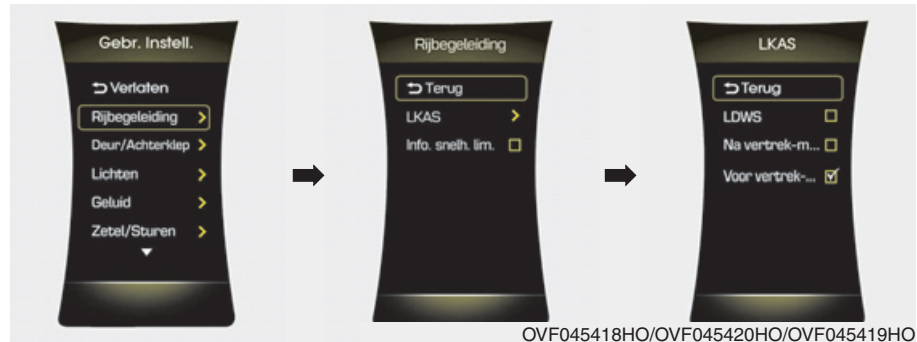 Gebr. Instell.
Verlaten
Rijbegeleiding
Deur/Achterklep
Lichten
Geluid
Zetel/Sturen
Rijbegeleiding
Terug
LKAS
Info. snelh. lim.
LKAS
Terug
LDWS
Na vertrek-m...
Voor vertrek-...
OVF045418HO/OVF045420HO/OVF045419HO